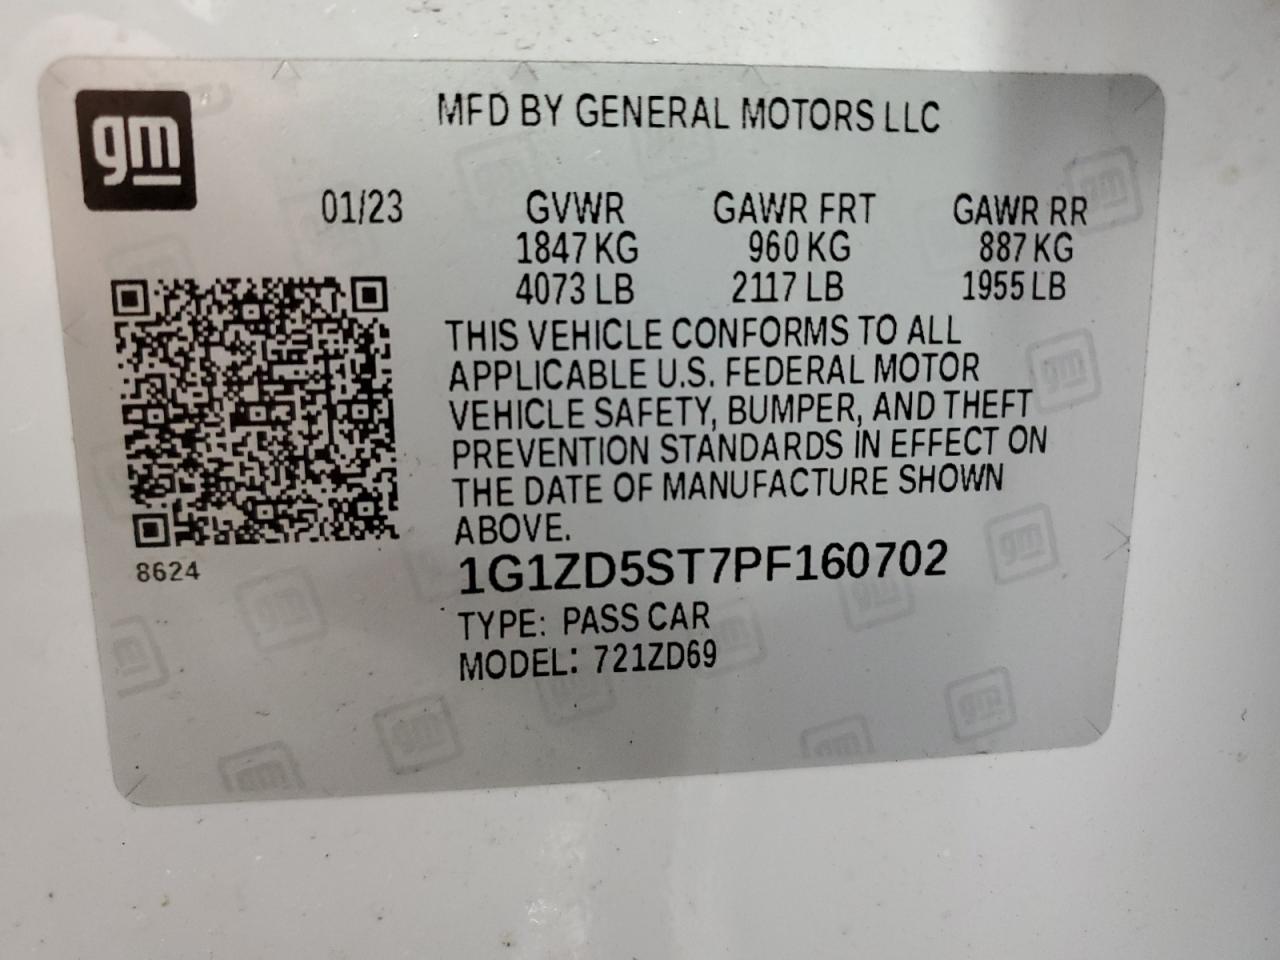 gm
MFD BY GENERAL MOTORS LLC
01/23 GVWR GAWR FRT GAWR RR
1847 KG 960 KG 887 KG
4073 LB 2117 LB 1955 LB
THIS VEHICLE CONFORMS TO ALL
APPLICABLE U.S. FEDERAL MOTOR
VEHICLE SAFETY, BUMPER, AND THEFT
PREVENTION STANDARDS IN EFFECT ON
THE DATE OF MANUFACTURE SHOWN
ABOVE.
8624
1G1ZD5ST7PF160702
TYPE: PASS CAR
MODEL: 721ZD69